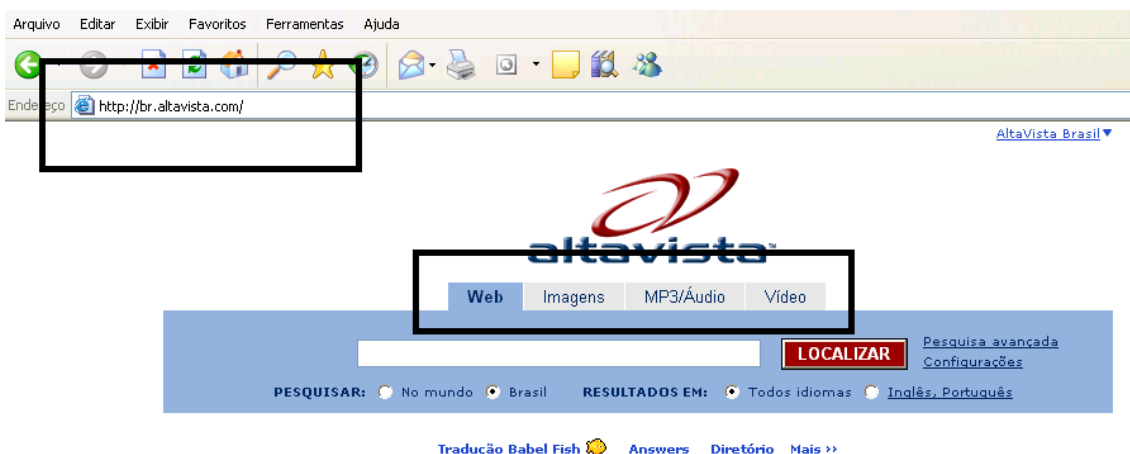 Arquivo Editar Exibir Favoritos Ferramentas Ajuda
Endereço http://br.altavista.com/
AltaVista Brasil
altavista™
Web Imagens MP3/Áudio Vídeo
LOCALIZAR
Pesquisa avançada
Configurações
PESQUISAR: No mundo Brasil RESULTADOS EM: Todos idiomas Inglês, Português
Tradução Babel Fish Answers Diretório Mais ››